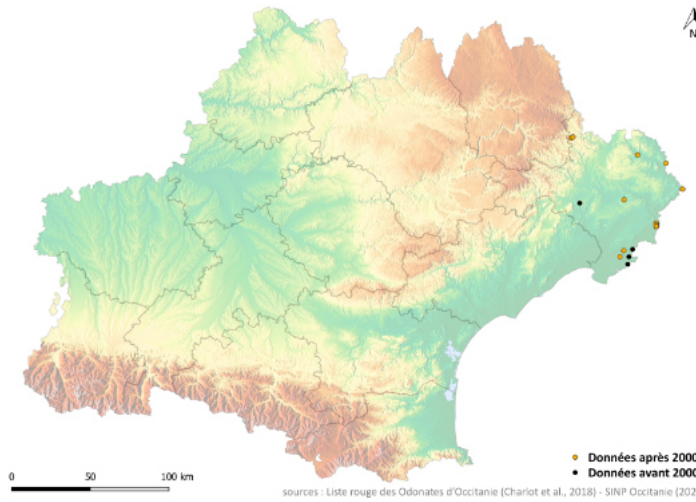 N
Données après 2000
Données avant 2000
0 50 100 km
sources : Liste rouge des Odonates d'Occitanie (Charlot et al., 2018) - SINP Occitanie (202